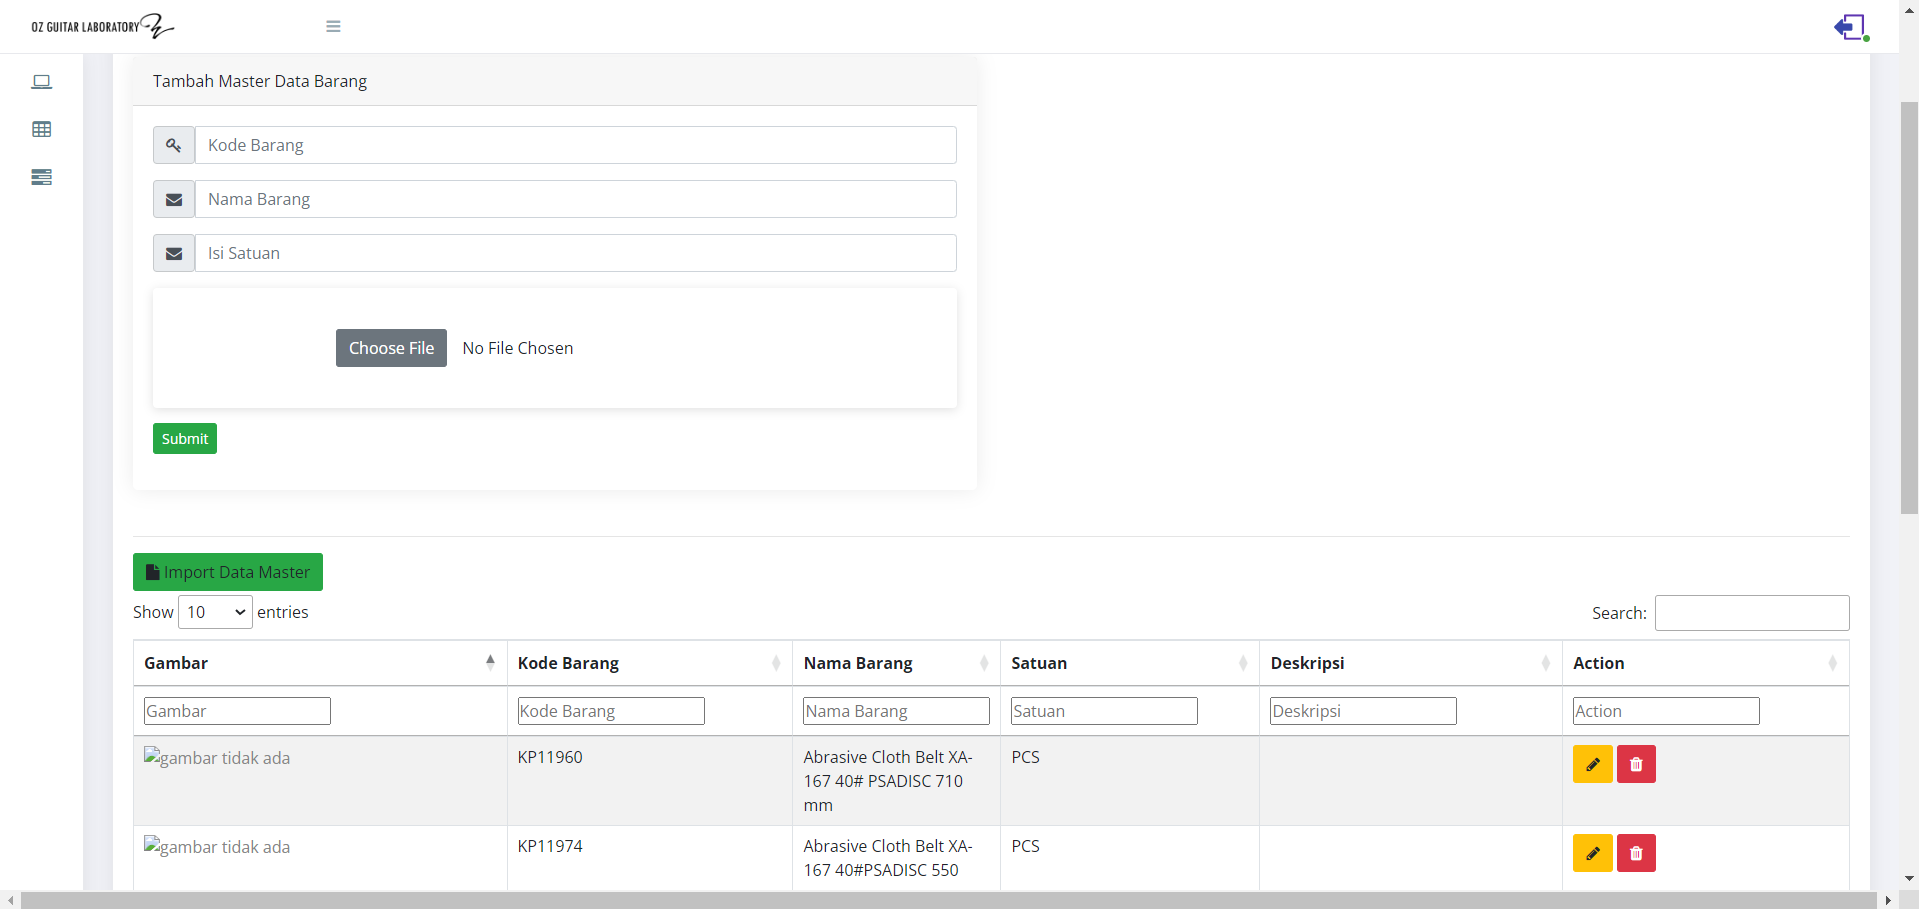 OZ GUITAR LABORATORY
Tambah Master Data Barang
Kode Barang
Nama Barang
Isi Satuan
Choose File No File Chosen
Submit
Import Data Master
Show 10 entries
Search:
Gambar Kode Barang Nama Barang Satuan Deskripsi Action
Gambar Kode Barang Nama Barang Satuan Deskripsi Action
gambar tidak ada KP11960 Abrasive Cloth Belt XA- PCS
167 40# PSADISC 710
mm
gambar tidak ada KP11974 Abrasive Cloth Belt XA- PCS
167 40#PSADISC 550